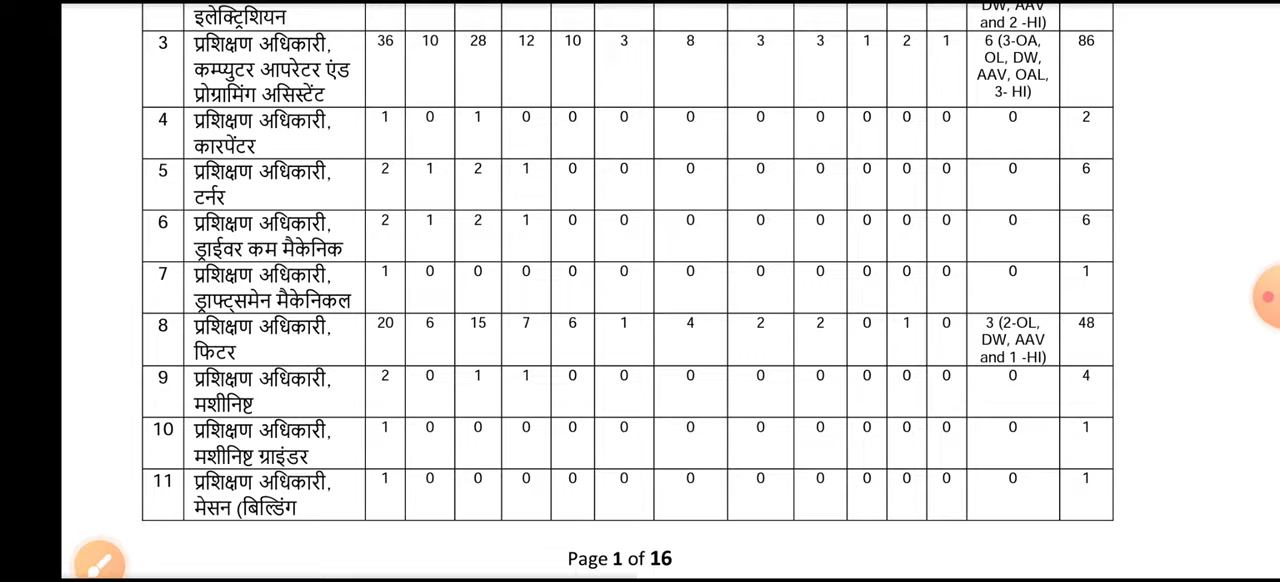 इलेक्ट्रिशियन DW, AAV
and 2 -HI)
3 प्रशिक्षण अधिकारी, 36 10 28 12 10 3 8 3 3 1 2 1 6 (3-OA, 86
कम्प्युटर आपरेटर एंड OL, DW,
प्रोग्रामिंग असिस्टेंट AAV, OAL,
3- HI)
4 प्रशिक्षण अधिकारी, 1 0 1 0 0 0 0 0 0 0 0 0 0 2
कारपेंटर
5 प्रशिक्षण अधिकारी, 2 1 2 1 0 0 0 0 0 0 0 0 0 6
टर्नर
6 प्रशिक्षण अधिकारी, 2 1 2 1 0 0 0 0 0 0 0 0 0 6
ड्राईवर कम मैकेनिक
7 प्रशिक्षण अधिकारी, 1 0 0 0 0 0 0 0 0 0 0 0 0 1
ड्राफ्ट्समेन मैकेनिकल
8 प्रशिक्षण अधिकारी, 20 6 15 7 6 1 4 2 2 0 1 0 3 (2-OL, 48
फिटर DW, AAV
and 1 -HI)
9 प्रशिक्षण अधिकारी, 2 0 1 1 0 0 0 0 0 0 0 0 0 4
मशीनिष्ट
10 प्रशिक्षण अधिकारी, 1 0 0 0 0 0 0 0 0 0 0 0 0 1
मशीनिष्ट ग्राइंडर
11 प्रशिक्षण अधिकारी, 1 0 0 0 0 0 0 0 0 0 0 0 0 1
मेसन (बिल्डिंग
Page 1 of 16